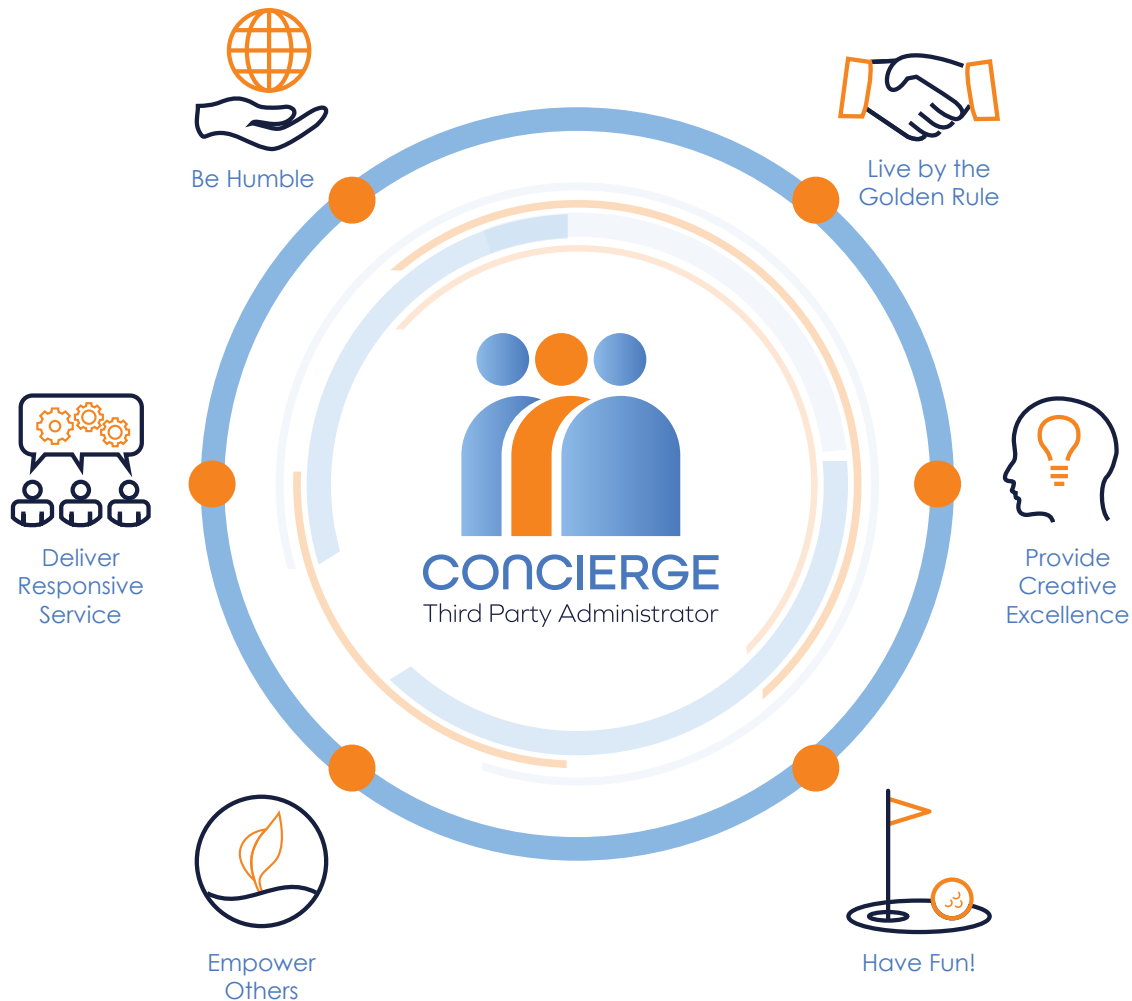 Be Humble
Live by the
Golden Rule
Deliver
Responsive
Service
CONCIERGE
Third Party Administrator
Provide
Creative
Excellence
Empower
Others
Have Fun!